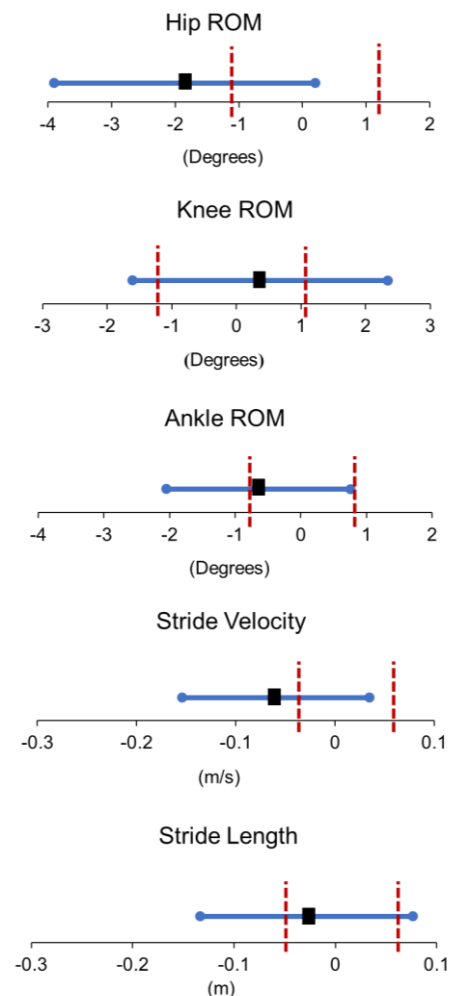 Hip ROM
-4 -3 -2 -1 0 1 2
(Degrees)
Knee ROM
-3 -2 -1 0 1 2 3
(Degrees)
Ankle ROM
-4 -3 -2 -1 0 1 2
(Degrees)
Stride Velocity
-0.3 -0.2 -0.1 0 0.1
(m/s)
Stride Length
-0.3 -0.2 -0.1 0 0.1
(m)